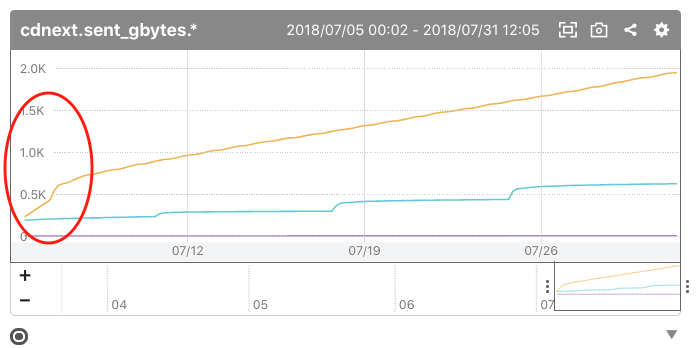 cdnext.sent_gbytes.* 2018/07/05 00:02 - 2018/07/31 12:05
2.0K
1.5K
1.0K
0.5K
0
07/12 07/19 07/26
+
04 05 06 07
−